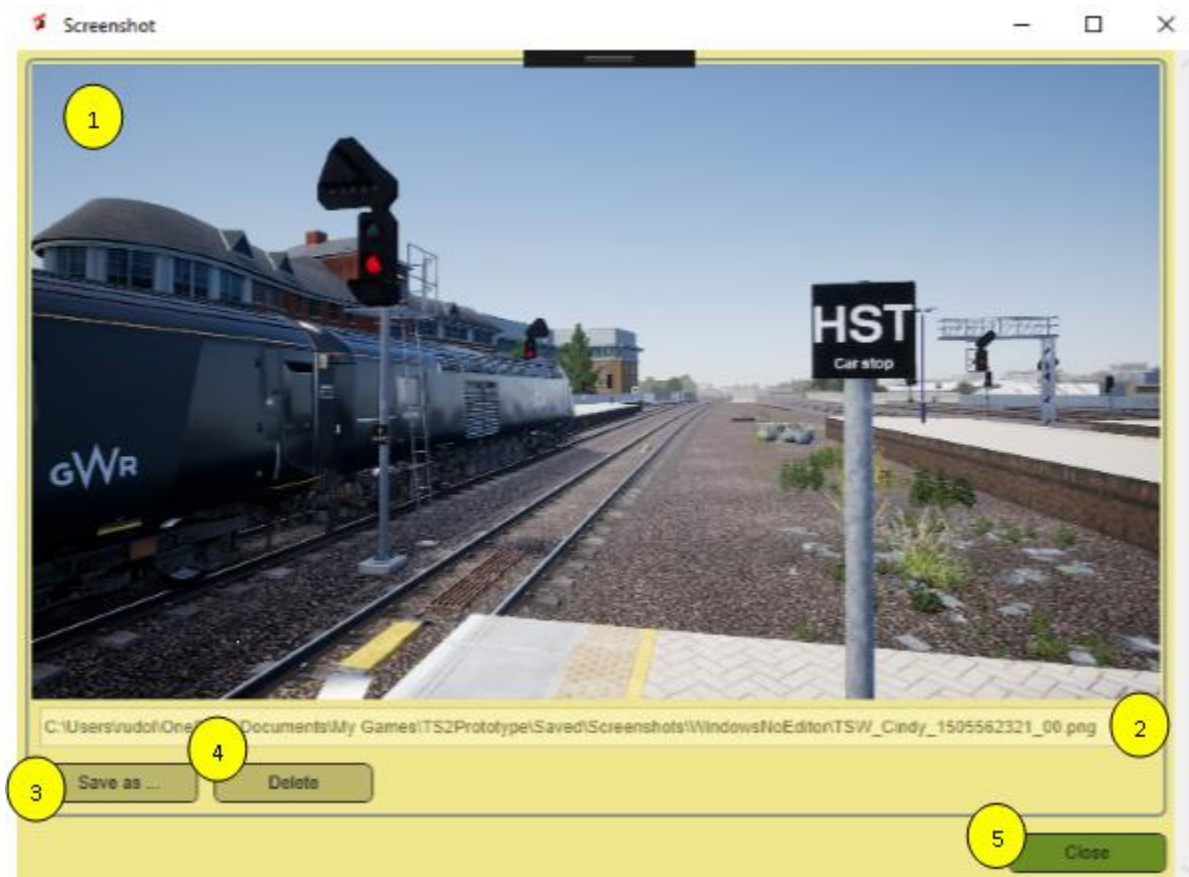 Screenshot
1
GWR
HST
Car stop
C:\Users\rudol\One Documents\My Games\TS2Prototype\Saved\Screenshots\WindowsNoEditor\TSW_Cindy_1505562321_00.png
2
3
Save as ...
4
Delete
5
Close